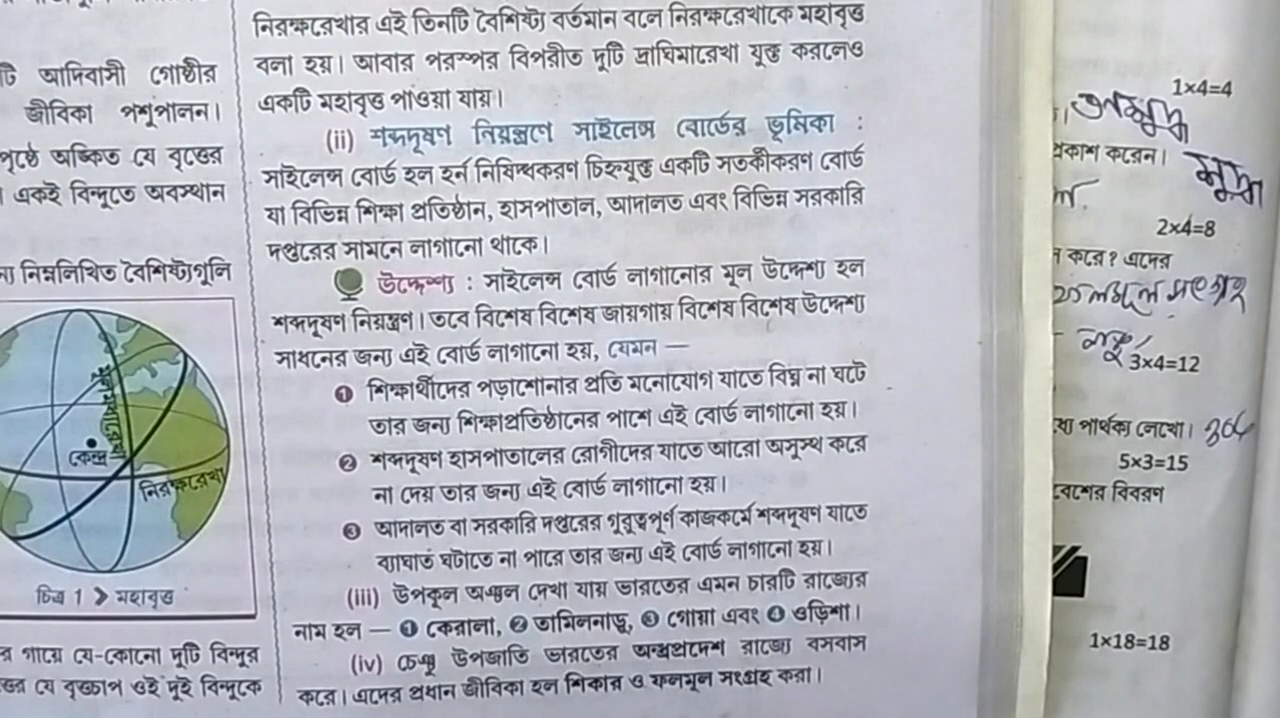 টি আদিবাসী গোষ্ঠীর
জীবিকা পশুপালন।
পৃষ্ঠে অঙ্কিত যে বৃত্তের
একই বিন্দুতে অবস্থান
নিম্নলিখিত বৈশিষ্ট্যগুলি
মূলমধ্যরেখা
কেন্দ্র
নিরক্ষরেখা
চিত্র 1 > মহাবৃত্ত
র গায়ে যে-কোনো দুটি বিন্দুর
যে বৃত্তচাপ ওই দুই বিন্দুকে
নিরক্ষরেখার এই তিনটি বৈশিষ্ট্য বর্তমান বলে নিরক্ষরেখাকে মহাবৃত্ত
বলা হয়। আবার পরস্পর বিপরীত দুটি দ্রাঘিমারেখা যুক্ত করলেও
একটি মহাবৃত্ত পাওয়া যায়।
(ii) শব্দদূষণ নিয়ন্ত্রণে সাইলেন্স বোর্ডের ভূমিকা :
সাইলেন্স বোর্ড হল হর্ন নিষিদ্ধকরণ চিহ্নযুক্ত একটি সতর্কীকরণ বোর্ড
যা বিভিন্ন শিক্ষা প্রতিষ্ঠান, হাসপাতাল, আদালত এবং বিভিন্ন সরকারি
দপ্তরের সামনে লাগানো থাকে।
উদ্দেশ্য : সাইলেন্স বোর্ড লাগানোর মূল উদ্দেশ্য হল
শব্দদূষণ নিয়ন্ত্রণ। তবে বিশেষ বিশেষ জায়গায় বিশেষ বিশেষ উদ্দেশ্য
সাধনের জন্য এই বোর্ড লাগানো হয়, যেমন —
❶ শিক্ষার্থীদের পড়াশোনার প্রতি মনোযোগ যাতে বিঘ্ন না ঘটে
তার জন্য শিক্ষাপ্রতিষ্ঠানের পাশে এই বোর্ড লাগানো হয়।
❷ শব্দদূষণ হাসপাতালের রোগীদের যাতে আরো অসুস্থ করে
না দেয় তার জন্য এই বোর্ড লাগানো হয়।
❸ আদালত বা সরকারি দপ্তরের গুরুত্বপূর্ণ কাজকর্মে শব্দদূষণ যাতে
ব্যাঘাত ঘটাতে না পারে তার জন্য এই বোর্ড লাগানো হয়।
(iii) উপকূল অঞ্চল দেখা যায় ভারতের এমন চারটি রাজ্যের
নাম হল — ❶ কেরালা, ❷ তামিলনাড়ু, ❸ গোয়া এবং ❹ ওড়িশা।
(iv) চেঞ্চু উপজাতি ভারতের অন্ধ্রপ্রদেশ রাজ্যে বসবাস
করে। এদের প্রধান জীবিকা হল শিকার ও ফলমূল সংগ্রহ করা।
1×4=4
প্রকাশ করেন।
2×4=8
করে? এদের
ফলমূল সংগ্রহ
3×4=12
পার্থক্য লেখো।
5×3=15
বিবরণ
1×18=18